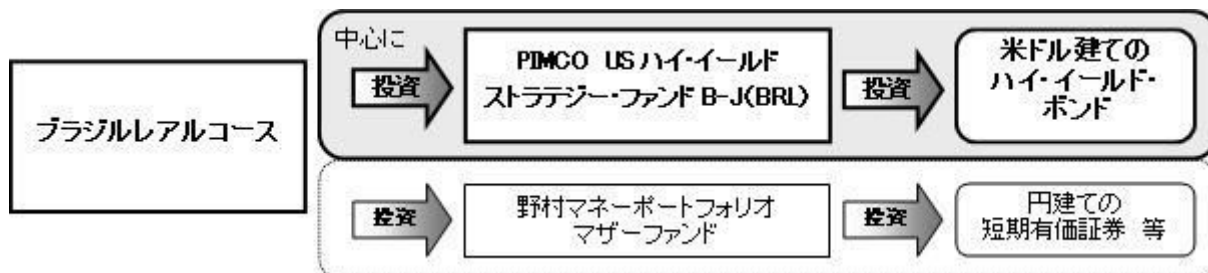 ブラジルレアルコース
中心に
投資
PIMCO USハイ・イールド
ストラテジー・ファンド B-J(BRL)
投資
米ドル建ての
ハイ・イールド・
ボンド
投資
野村マネーポートフォリオ
マザーファンド
投資
円建ての
短期有価証券 等